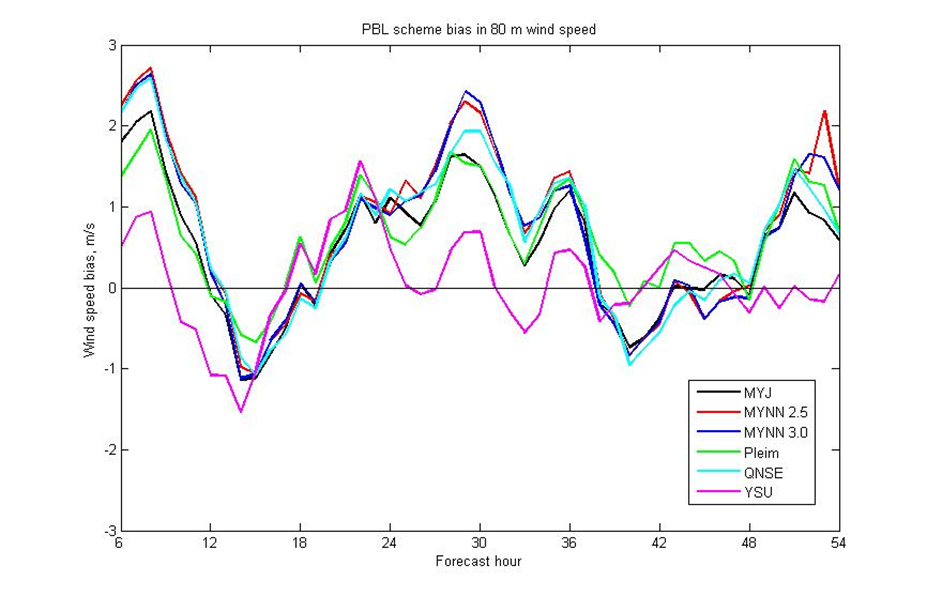 PBL scheme bias in 80 m wind speed
3
2
1
0
-1
-2
-3
Wind speed bias, m/s
MYJ
MYNN 2.5
MYNN 3.0
Pleim
QNSE
YSU
6 12 18 24 30 36 42 48 54
Forecast hour